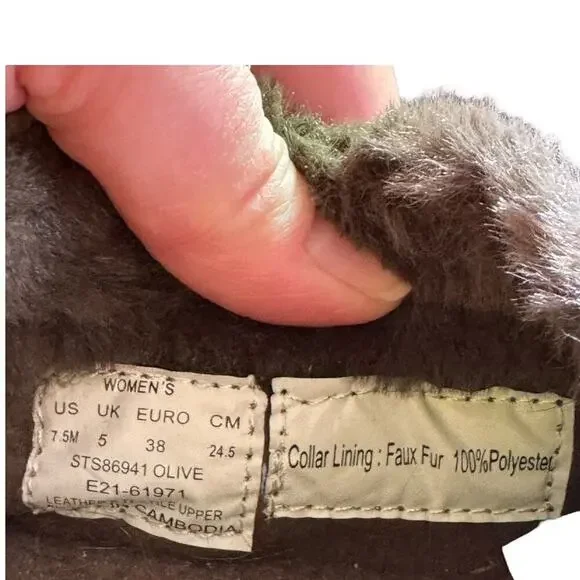 WOMEN'S
US UK EURO CM
7.5M 5 38 24.5
STS86941 OLIVE
E21-61971
UPPER
CAMBODIA
Collar Lining : Faux Fur 100%Polyester